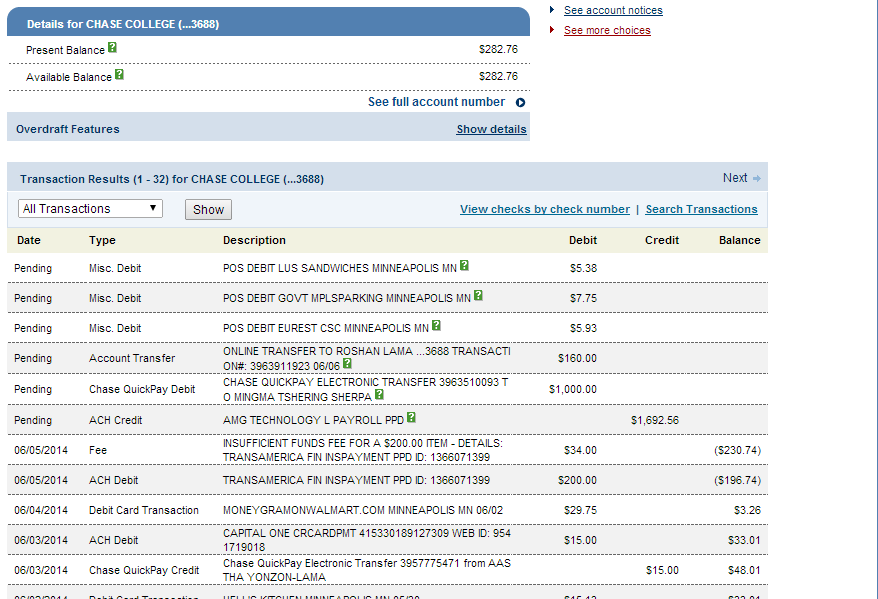 Details for CHASE COLLEGE (...3688)
See account notices
See more choices
Present Balance ? $282.76
Available Balance ? $282.76
See full account number
Overdraft Features Show details
Transaction Results (1 - 32) for CHASE COLLEGE (...3688) Next
All Transactions Show View checks by check number | Search Transactions
Date Type Description Debit Credit Balance
Pending Misc. Debit POS DEBIT LUS SANDWICHES MINNEAPOLIS MN ? $5.38
Pending Misc. Debit POS DEBIT GOVT MPLSPARKING MINNEAPOLIS MN ? $7.75
Pending Misc. Debit POS DEBIT EUREST CSC MINNEAPOLIS MN ? $5.93
Pending Account Transfer ONLINE TRANSFER TO ROSHAN LAMA ...3688 TRANSACTI $160.00
ON#: 3963911923 06/06 ?
Pending Chase QuickPay Debit CHASE QUICKPAY ELECTRONIC TRANSFER 3963510093 T $1,000.00
O MINGMA TSHERING SHERPA ?
Pending ACH Credit AMG TECHNOLOGY L PAYROLL PPD ? $1,692.56
06/05/2014 Fee INSUFFICIENT FUNDS FEE FOR A $200.00 ITEM - DETAILS: $34.00 ($230.74)
TRANSAMERICA FIN INSPAYMENT PPD ID: 1366071399
06/05/2014 ACH Debit TRANSAMERICA FIN INSPAYMENT PPD ID: 1366071399 $200.00 ($196.74)
06/04/2014 Debit Card Transaction MONEYGRAMONWALMART.COM MINNEAPOLIS MN 06/02 $29.75 $3.26
06/03/2014 ACH Debit CAPITAL ONE CRCARDPMT 415330189127309 WEB ID: 954 $15.00 $33.01
1719018
06/03/2014 Chase QuickPay Credit Chase QuickPay Electronic Transfer 3957775471 from AAS $15.00 $48.01
THA YONZON-LAMA